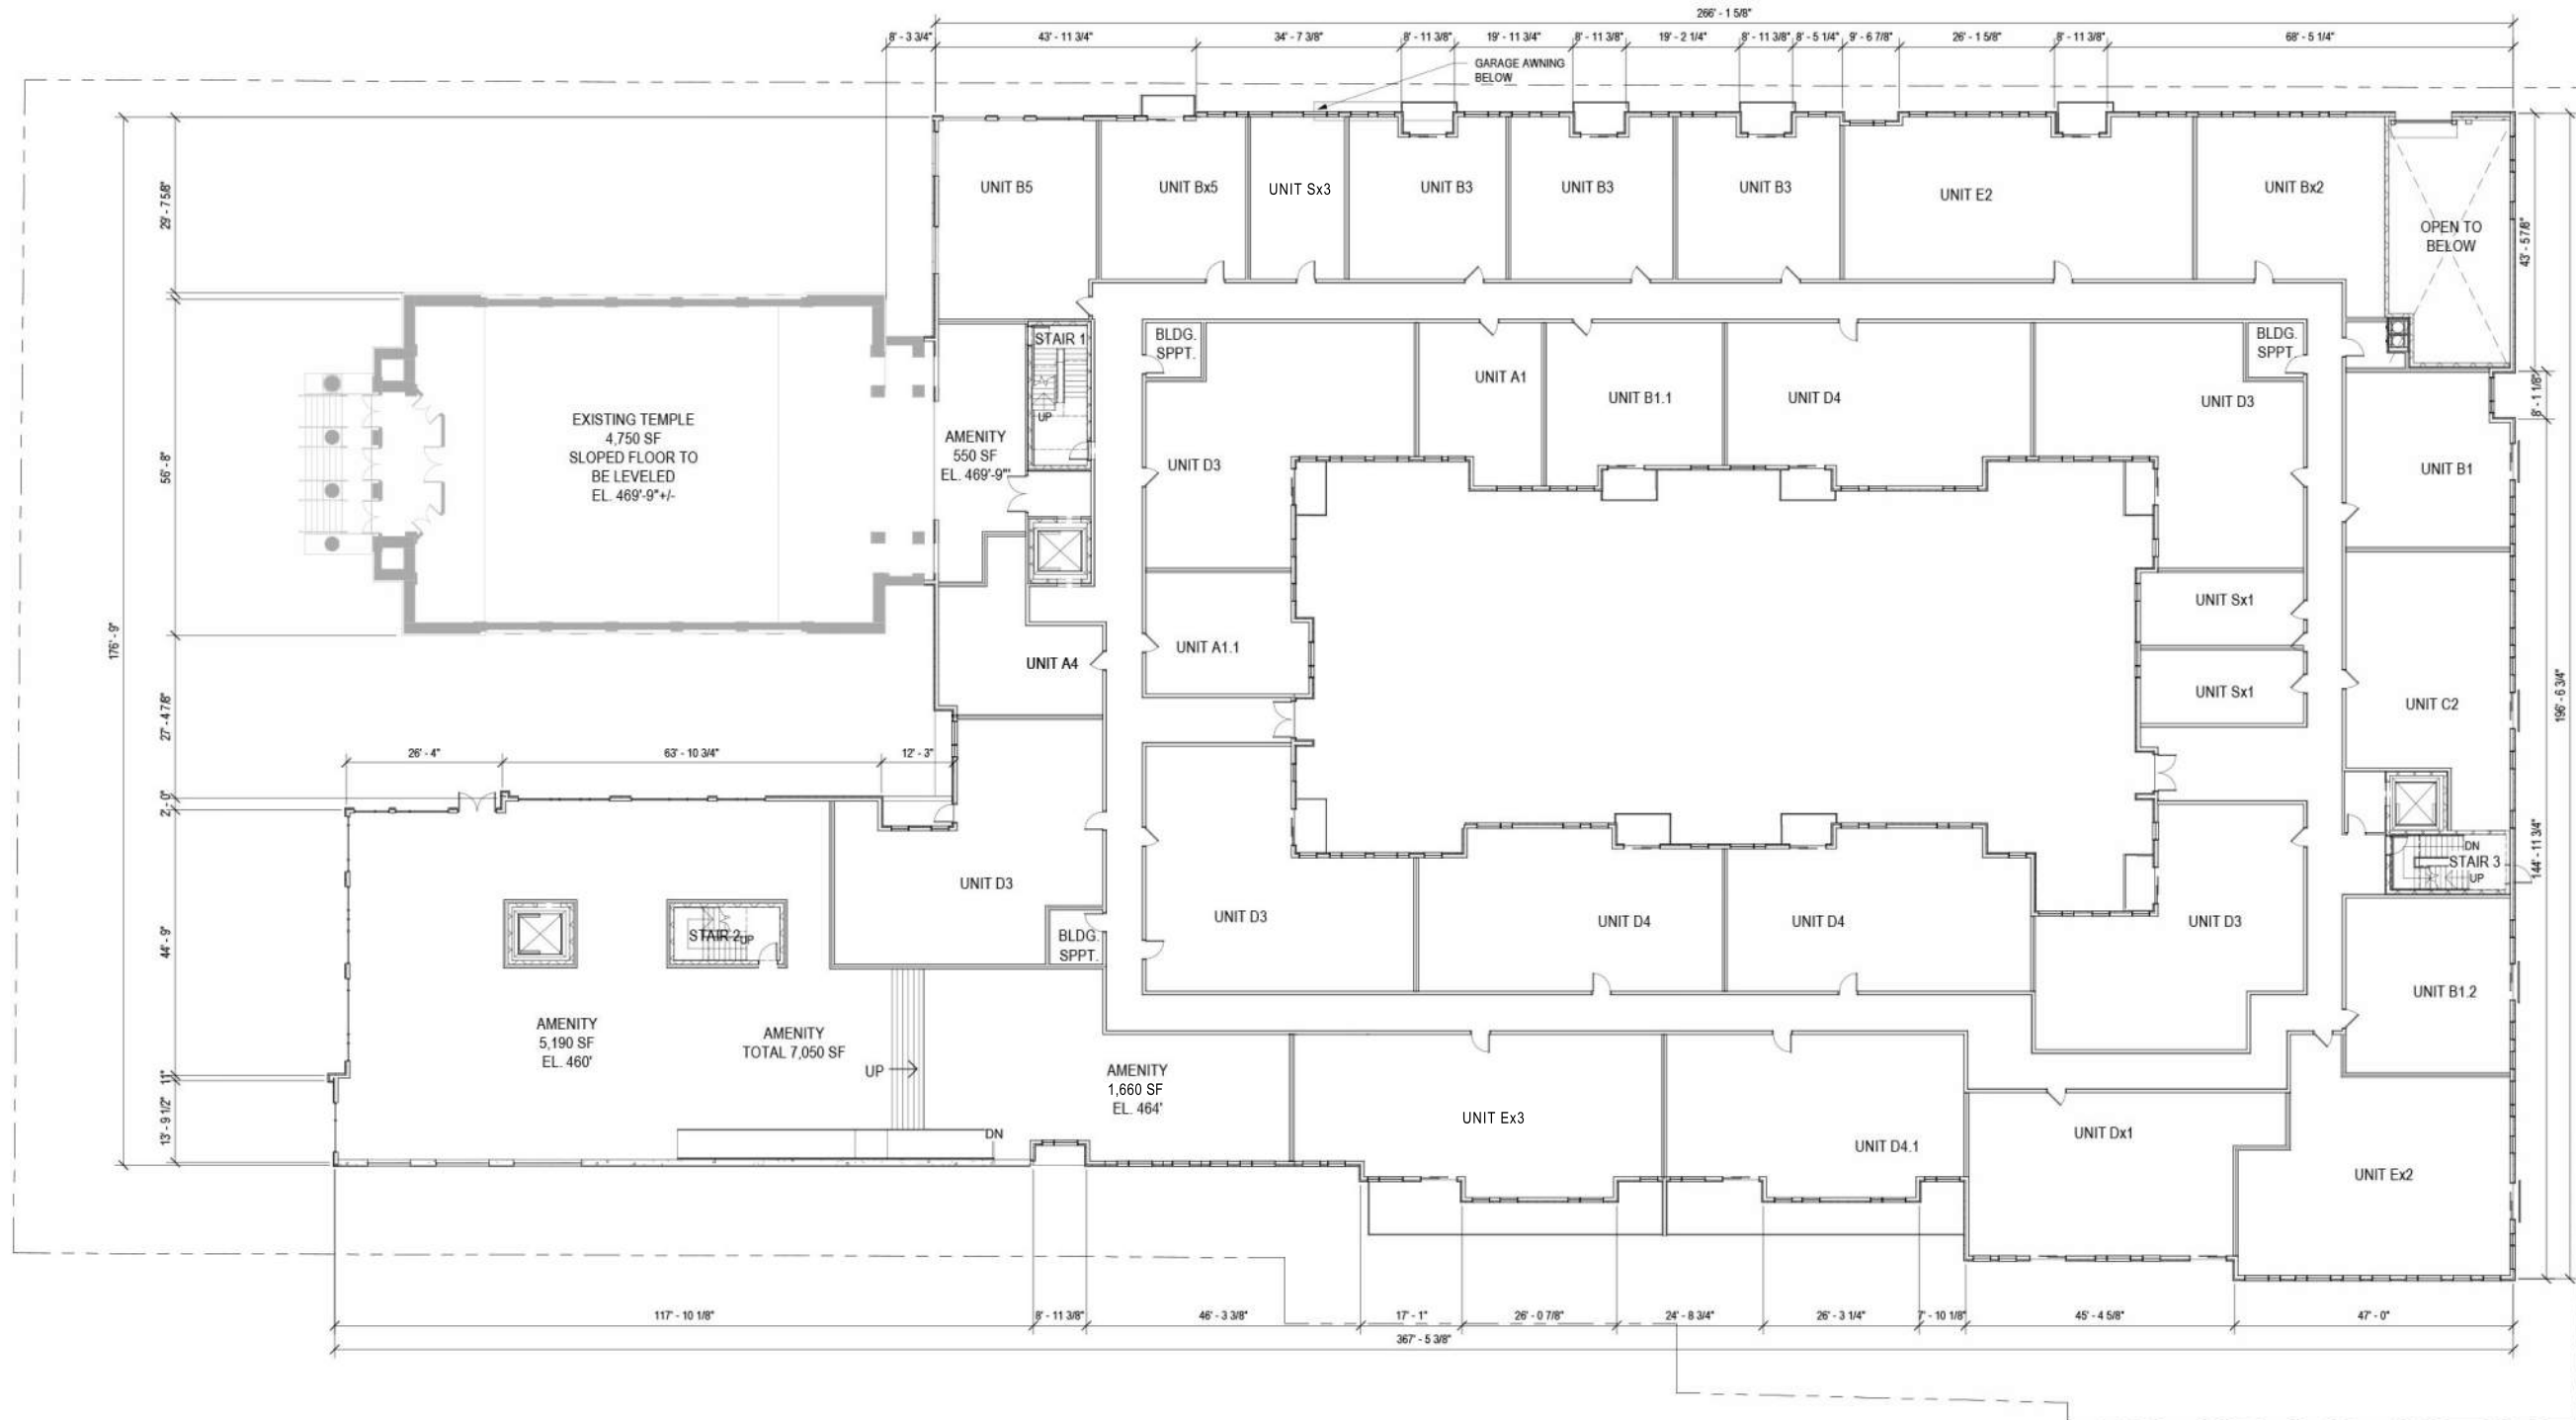 266' - 1 5/8"
8' - 3 3/4"
43' - 11 3/4"
34' - 7 3/8"
8' - 11 3/8"
19' - 11 3/4"
8' - 11 3/8"
19' - 2 1/4"
8' - 11 3/8"
8' - 5 1/4"
9' - 6 7/8"
26' - 1 5/8"
8' - 11 3/8"
68' - 5 1/4"
GARAGE AWNING
BELOW
UNIT B5
UNIT Bx5
UNIT Sx3
UNIT B3
UNIT B3
UNIT B3
UNIT E2
UNIT Bx2
OPEN TO
BELOW
29' - 7 5/8"
43' - 5 7/8"
BLDG.
SPPT.
STAIR 1
UP
BLDG.
SPPT.
UNIT A1
UNIT B1.1
UNIT D4
UNIT D3
8' - 1 1/8"
EXISTING TEMPLE
4,750 SF
SLOPED FLOOR TO
BE LEVELED
EL. 469'-9"+/-
AMENITY
550 SF
EL. 469'-9"'
UNIT D3
UNIT B1
56' - 8"
176' - 9"
UNIT Sx1
UNIT A1.1
UNIT A4
UNIT Sx1
UNIT C2
196' - 6 3/4"
27' - 4 7/8"
26' - 4"
63' - 10 3/4"
12' - 3"
2' - 0"
144' - 11 3/4"
DN
STAIR 3
UP
UNIT D3
UNIT D3
UNIT D4
UNIT D4
UNIT D3
STAIR 2
UP
BLDG.
SPPT.
44' - 9"
UNIT B1.2
AMENITY
5,190 SF
EL. 460'
AMENITY
TOTAL 7,050 SF
UP
AMENITY
1,660 SF
EL. 464'
11"
13' - 9 1/2"
DN
UNIT Ex3
UNIT D4.1
UNIT Dx1
UNIT Ex2
117' - 10 1/8"
8' - 11 3/8"
46' - 3 3/8"
17' - 1"
26' - 0 7/8"
24' - 8 3/4"
26' - 3 1/4"
7' - 10 1/8"
45' - 4 5/8"
47' - 0"
367' - 5 3/8"